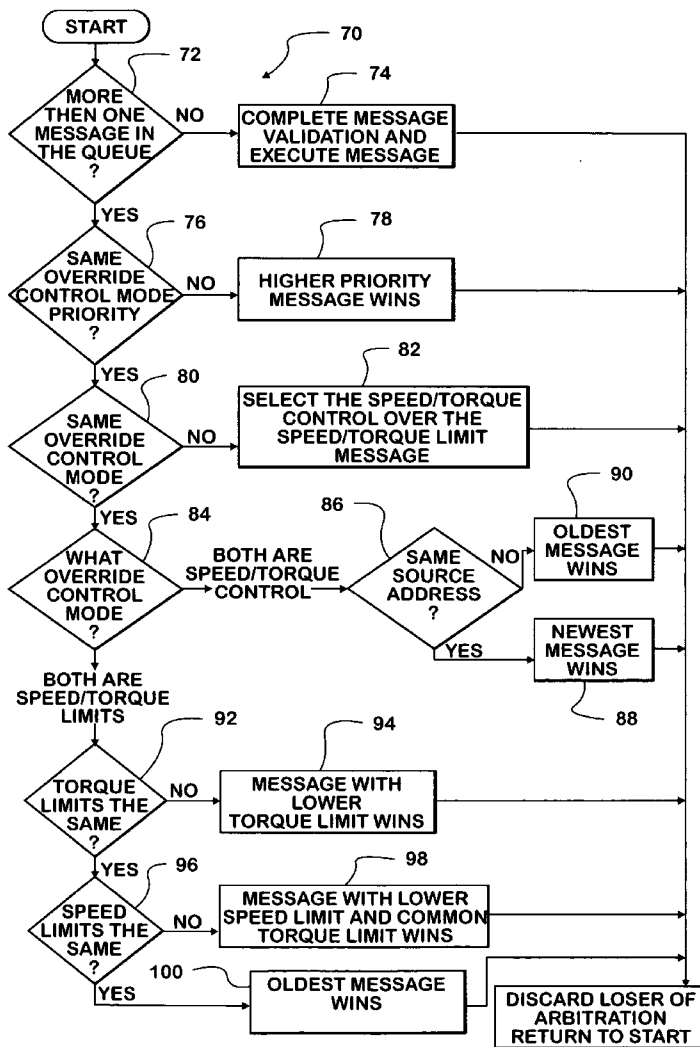 START
72
70
74
MORE
THEN ONE
MESSAGE IN
THE QUEUE
?
NO
COMPLETE MESSAGE
VALIDATION AND
EXECUTE MESSAGE
YES
76
78
SAME
OVERRIDE
CONTROL MODE
PRIORITY
?
NO
HIGHER PRIORITY
MESSAGE WINS
YES
80
82
SAME
OVERRIDE
CONTROL
MODE
?
NO
SELECT THE SPEED/TORQUE
CONTROL OVER THE
SPEED/TORQUE LIMIT
MESSAGE
YES
84
86
90
WHAT
OVERRIDE
CONTROL
MODE
?
BOTH ARE
SPEED/TORQUE
CONTROL
SAME
SOURCE
ADDRESS
?
NO
OLDEST
MESSAGE
WINS
YES
NEWEST
MESSAGE
WINS
88
BOTH ARE
SPEED/TORQUE
LIMITS
92
94
TORQUE
LIMITS THE
SAME
?
NO
MESSAGE WITH
LOWER
TORQUE LIMIT WINS
YES
96
98
SPEED
LIMITS THE
SAME
?
NO
MESSAGE WITH LOWER
SPEED LIMIT AND COMMON
TORQUE LIMIT WINS
100
YES
OLDEST MESSAGE
WINS
DISCARD LOSER OF
ARBITRATION
RETURN TO START